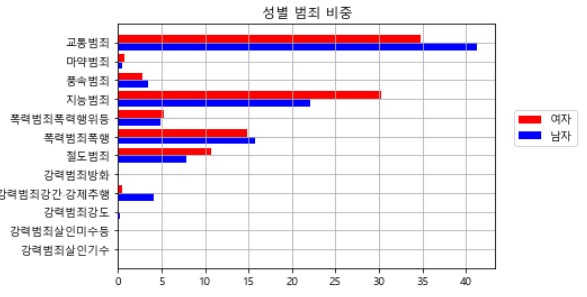 성별 범죄 비중
교통범죄
마약범죄
풍속범죄
지능범죄
폭력범죄폭력행위등
폭력범죄폭행
절도범죄
강력범죄방화
강력범죄강간·강제추행
강력범죄강도
강력범죄살인미수등
강력범죄살인기수
0 5 10 15 20 25 30 35 40
여자
남자